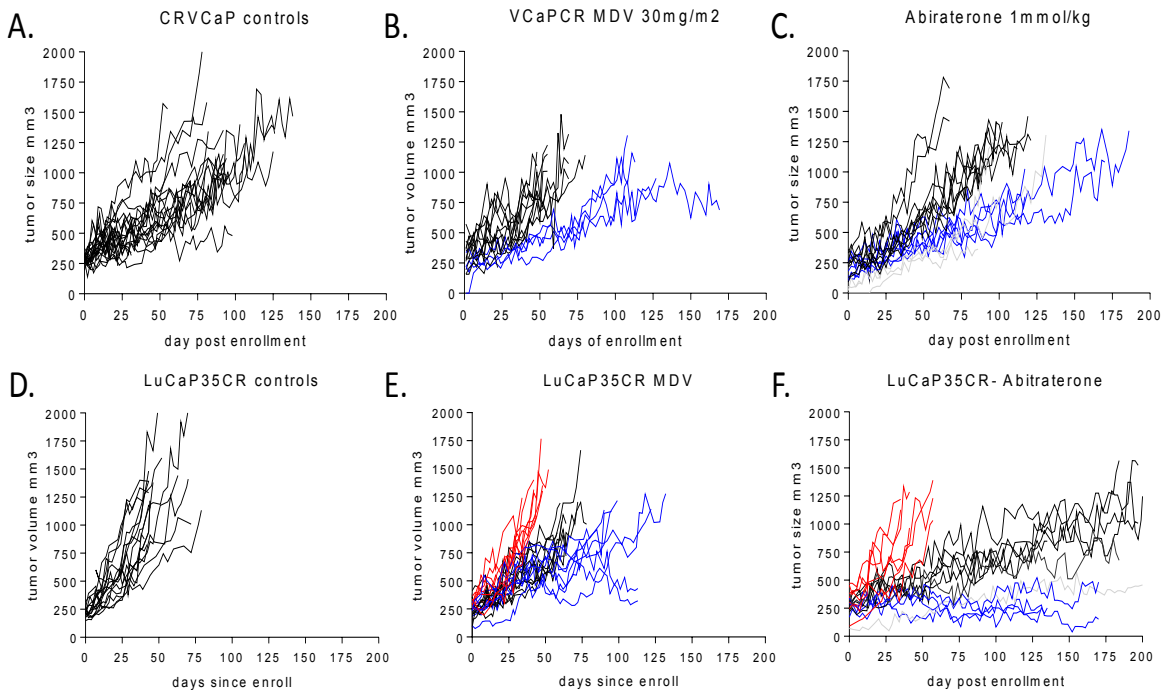 A.
CRVCaP controls
2000
1750
1500
1250
1000
750
500
250
0
tumor size mm3
0 25 50 75 100 125 150 175 200
day post enrollment
B.
VCaPCR MDV 30mg/m2
2000
1750
1500
1250
1000
750
500
250
0
tumor volume mm3
0 25 50 75 100 125 150 175 200
days of enrollment
C.
Abiraterone 1mmol/kg
2000
1750
1500
1250
1000
750
500
250
0
tumor size mm3
0 25 50 75 100 125 150 175 200
day post enrollment
D.
LuCaP35CR controls
2000
1750
1500
1250
1000
750
500
250
0
tumor volume mm3
0 25 50 75 100 125 150 175 200
days since enroll
E.
LuCaP35CR MDV
2000
1750
1500
1250
1000
750
500
250
0
tumor volume mm3
0 25 50 75 100 125 150 175 200
days since enroll
F.
LuCaP35CR- Abitraterone
2000
1750
1500
1250
1000
750
500
250
0
tumor size mm3
0 25 50 75 100 125 150 175 200
day post enrollment